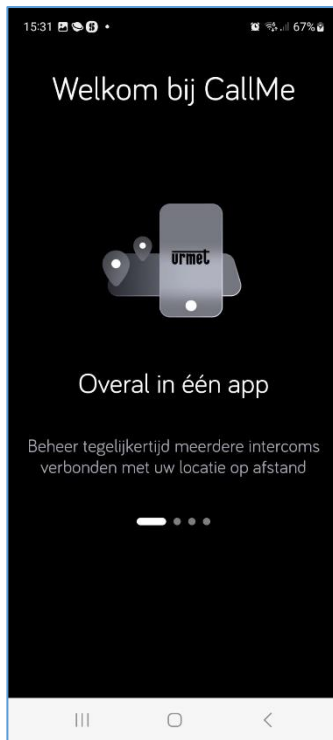 15:31 67%
Welkom bij CallMe
urmet
Overal in één app
Beheer tegelijkertijd meerdere intercoms
verbonden met uw locatie op afstand